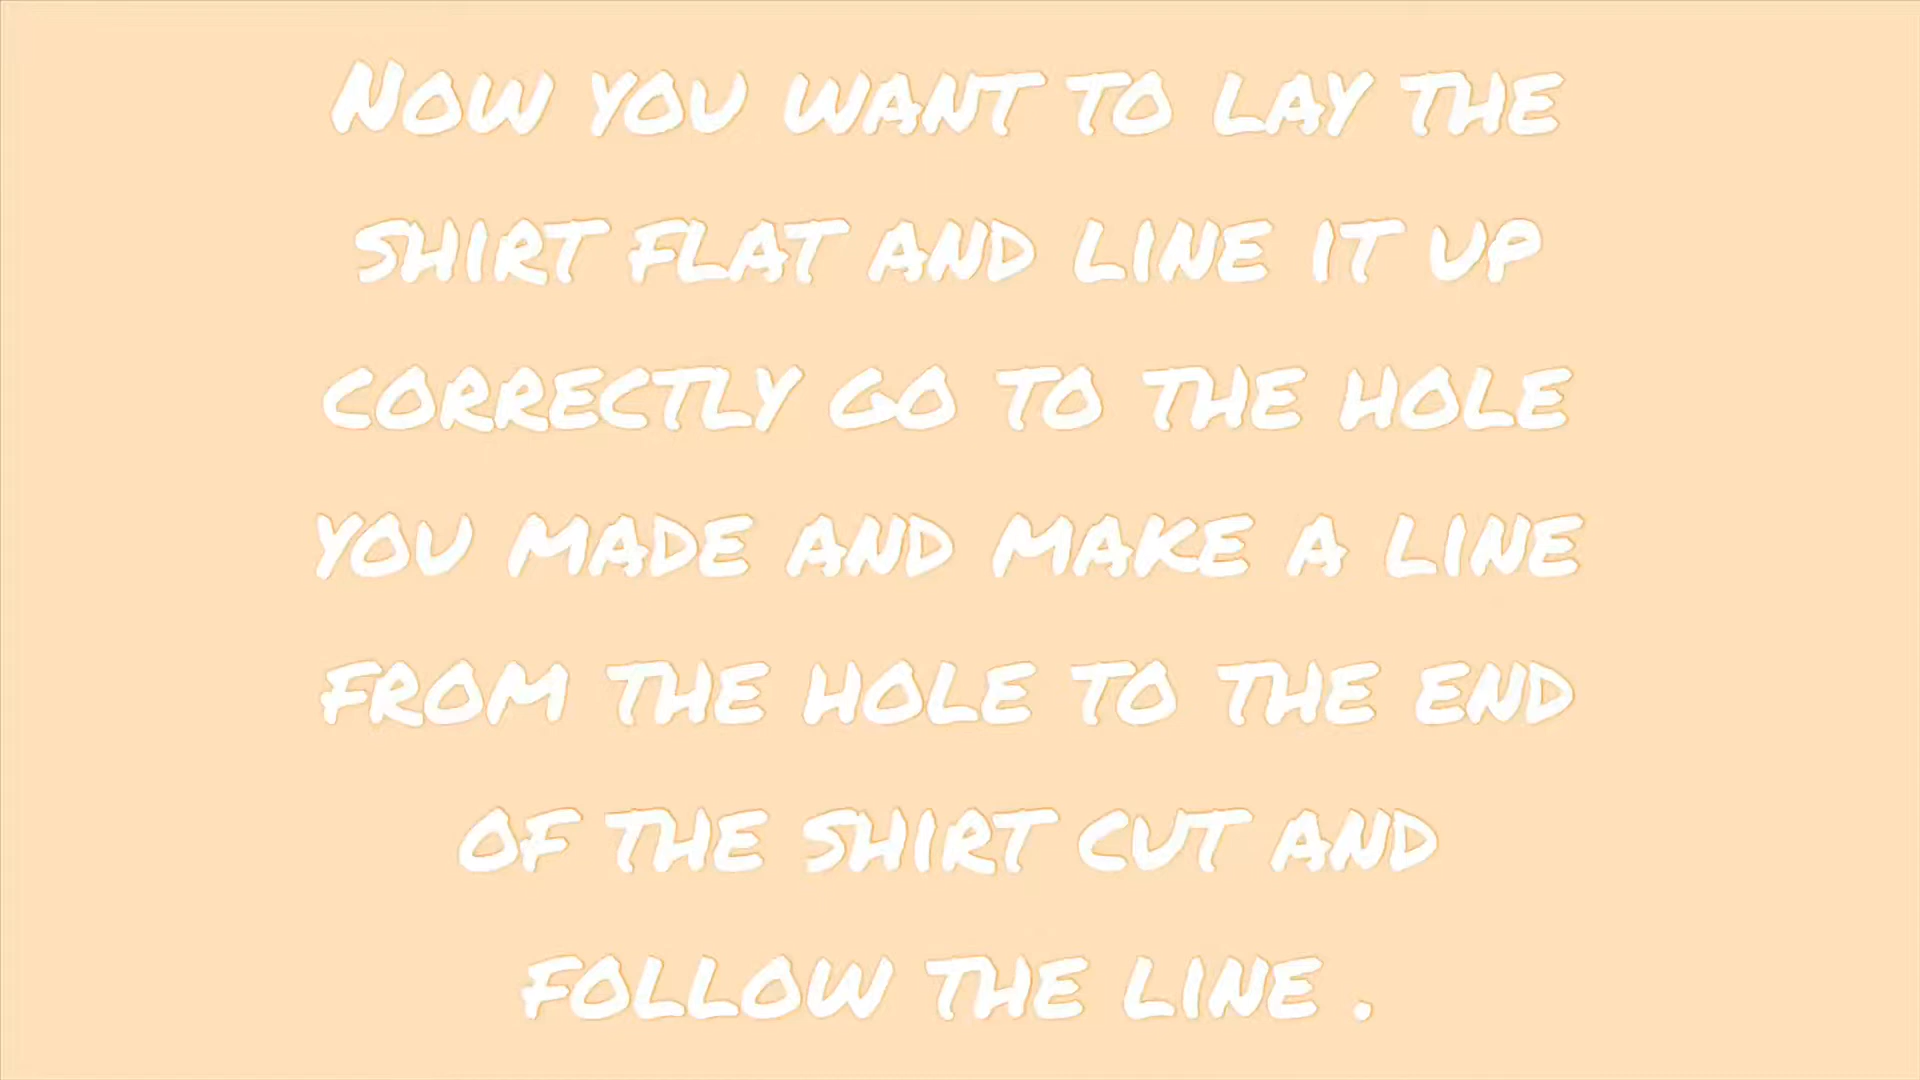 Now you want to lay the
shirt flat and line it up
correctly go to the hole
you made and make a line
from the hole to the end
of the shirt cut and
follow the line .